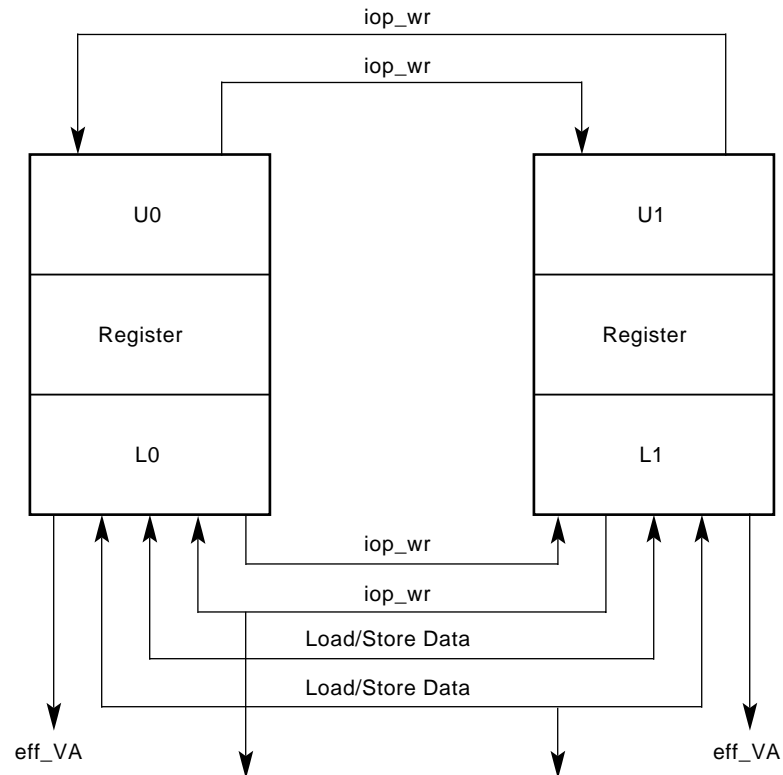 iop_wr
iop_wr
U0
U1
Register
Register
L0
L1
iop_wr
iop_wr
Load/Store Data
Load/Store Data
eff_VA
eff_VA